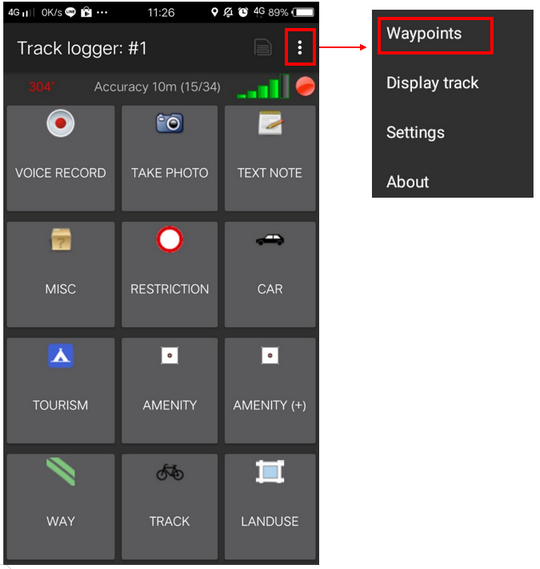 4G 0K/s ··· 11:26 4G 89%
Track logger: #1
304° Accuracy 10m (15/34)
VOICE RECORD TAKE PHOTO TEXT NOTE
MISC RESTRICTION CAR
TOURISM AMENITY AMENITY (+)
WAY TRACK LANDUSE
Waypoints
Display track
Settings
About